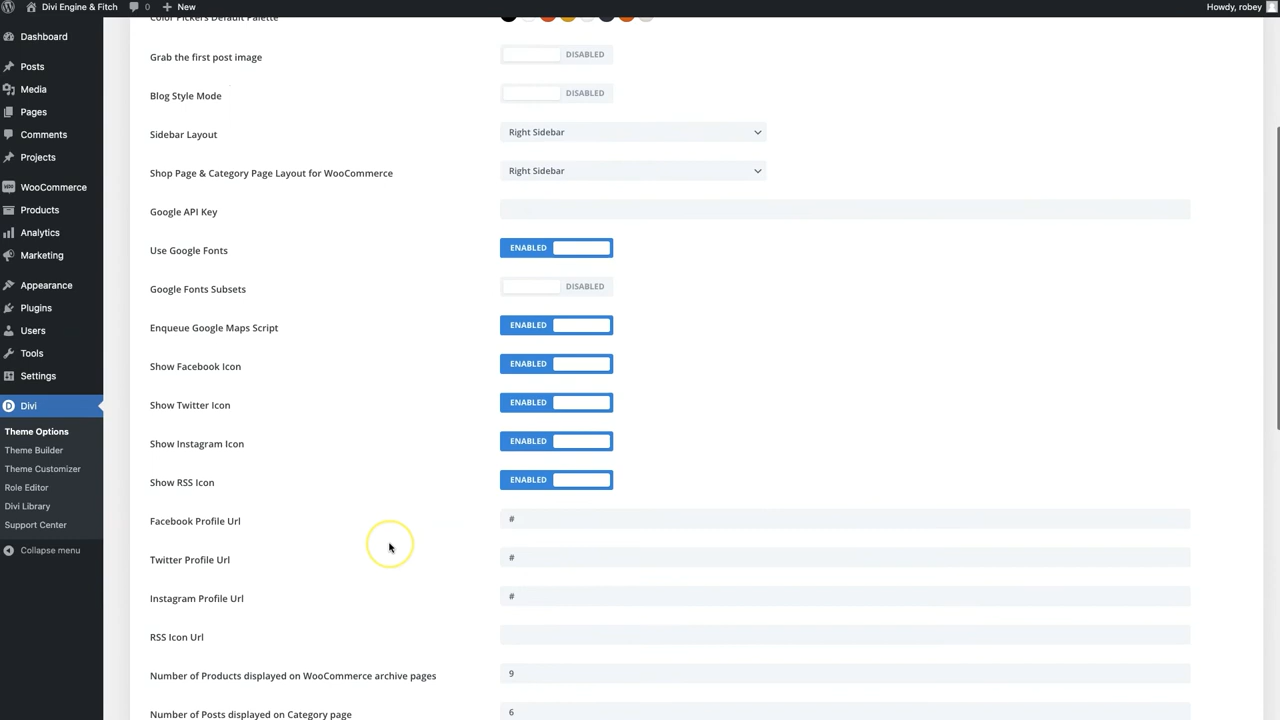 Divi Engine & Fitch
0
New
Howdy, robey
Dashboard
Posts
Media
Pages
Comments
Projects
WooCommerce
Products
Analytics
Marketing
Appearance
Plugins
Users
Tools
Settings
Divi
Theme Options
Theme Builder
Theme Customizer
Role Editor
Divi Library
Support Center
Collapse menu
Color Pickers Default Palette
Grab the first post image
DISABLED
Blog Style Mode
DISABLED
Sidebar Layout
Right Sidebar
Shop Page & Category Page Layout for WooCommerce
Right Sidebar
Google API Key
Use Google Fonts
ENABLED
Google Fonts Subsets
DISABLED
Enqueue Google Maps Script
ENABLED
Show Facebook Icon
ENABLED
Show Twitter Icon
ENABLED
Show Instagram Icon
ENABLED
Show RSS Icon
ENABLED
Facebook Profile Url
#
Twitter Profile Url
#
Instagram Profile Url
#
RSS Icon Url
Number of Products displayed on WooCommerce archive pages
9
Number of Posts displayed on Category page
6